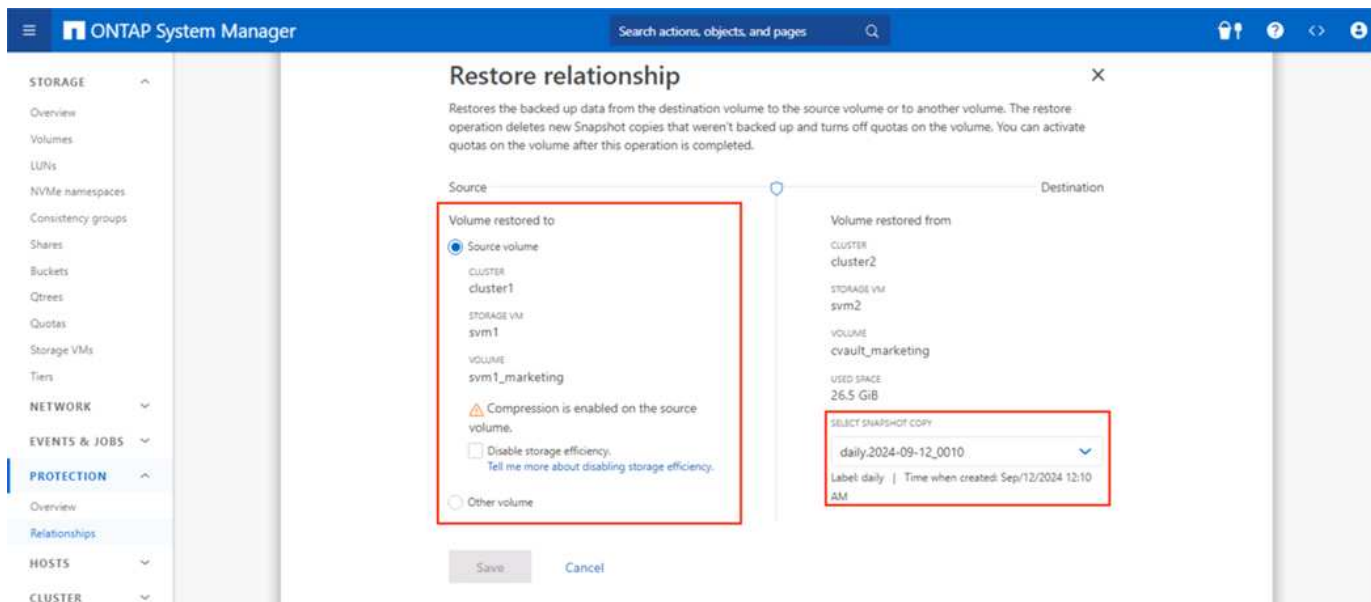 ONTAP System Manager
Search actions, objects, and pages
STORAGE
Overview
Volumes
LUNs
NVMe namespaces
Consistency groups
Shares
Buckets
Qtrees
Quotas
Storage VMs
Tiers
NETWORK
EVENTS & JOBS
PROTECTION
Overview
Relationships
HOSTS
CLUSTER
Restore relationship
Restores the backed up data from the destination volume to the source volume or to another volume. The restore
operation deletes new Snapshot copies that weren't backed up and turns off quotas on the volume. You can activate
quotas on the volume after this operation is completed.
Source
Destination
Volume restored to
Source volume
CLUSTER
cluster1
STORAGE VM
svm1
VOLUME
svm1_marketing
Compression is enabled on the source
volume.
Disable storage efficiency.
Tell me more about disabling storage efficiency.
Other volume
Volume restored from
CLUSTER
cluster2
STORAGE VM
svm2
VOLUME
cvault_marketing
USED SPACE
26.5 GiB
SELECT SNAPSHOT COPY
daily.2024-09-12_0010
Label: daily | Time when created: Sep/12/2024 12:10
AM
Save
Cancel